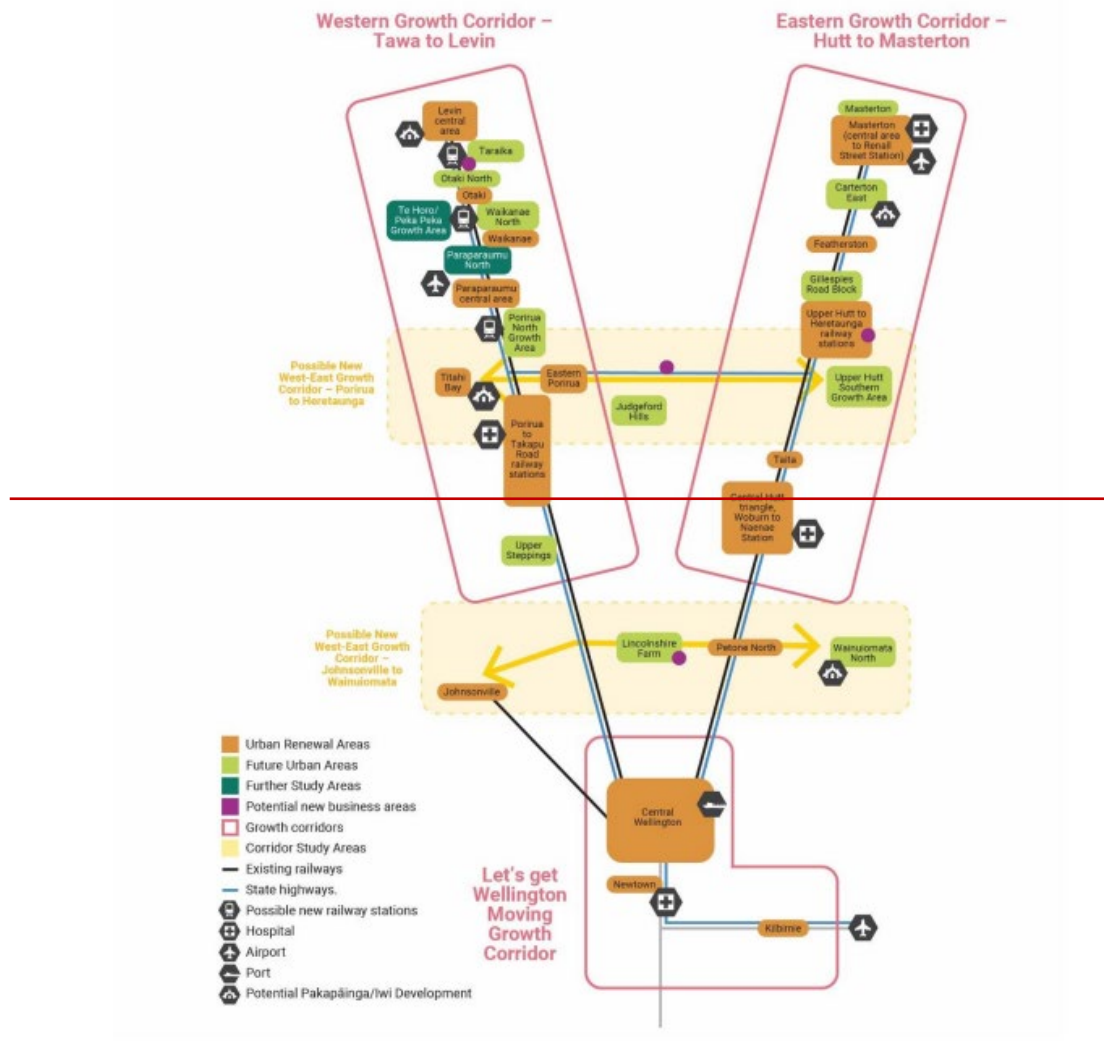 Western Growth Corridor –
Tawa to Levin
Eastern Growth Corridor –
Hutt to Masterton
Levin
central
area
Taraika
Otaki North
Otaki
Te Horo/
Peka Peka
Growth Area
Waikanae
North
Waikanae
Paraparaumu
North
Paraparaumu
central area
Porirua
North
Growth
Area
Masterton
Masterton
(central area
to Renall
Street Station)
Carterton
East
Featherston
Gillespies
Road Block
Upper Hutt to
Heretaunga
railway
stations
Possible New
West-East Growth
Corridor – Porirua
to Heretaunga
Titahi
Bay
Eastern
Porirua
Judgeford
Hills
Upper Hutt
Southern
Growth Area
Porirua
to
Takapu
Road
railway
stations
Taita
Central Hutt
triangle,
Woburn to
Naenae
Station
Upper
Steppings
Possible New
West-East Growth
Corridor –
Johnsonville to
Wainuiomata
Lincolnshire
Farm
Petone North
Wainuiomata
North
Johnsonville
Urban Renewal Areas
Future Urban Areas
Further Study Areas
Potential new business areas
Growth corridors
Corridor Study Areas
Existing railways
State highways.
Possible new railway stations
Hospital
Airport
Port
Potential Pakapāinga/Iwi Development
Central
Wellington
Let's get
Wellington
Moving
Growth
Corridor
Newtown
Kilbirnie